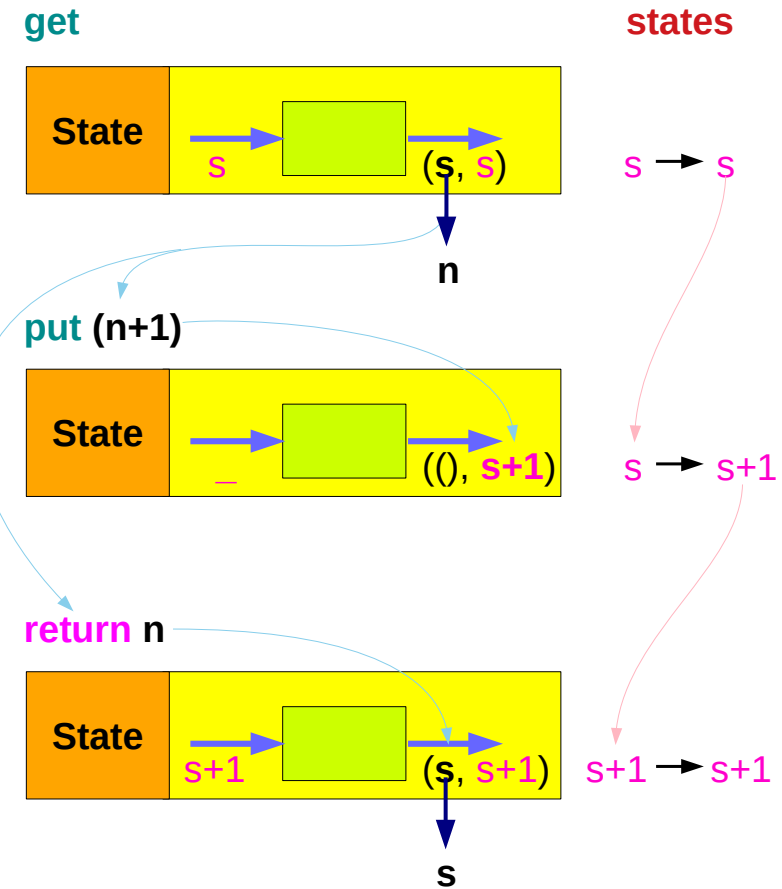 get states
State
s (s, s) s s
n
put (n+1)
State
_ ((), s+1) s s+1
return n
State
s+1 (s, s+1) s+1 s+1
s